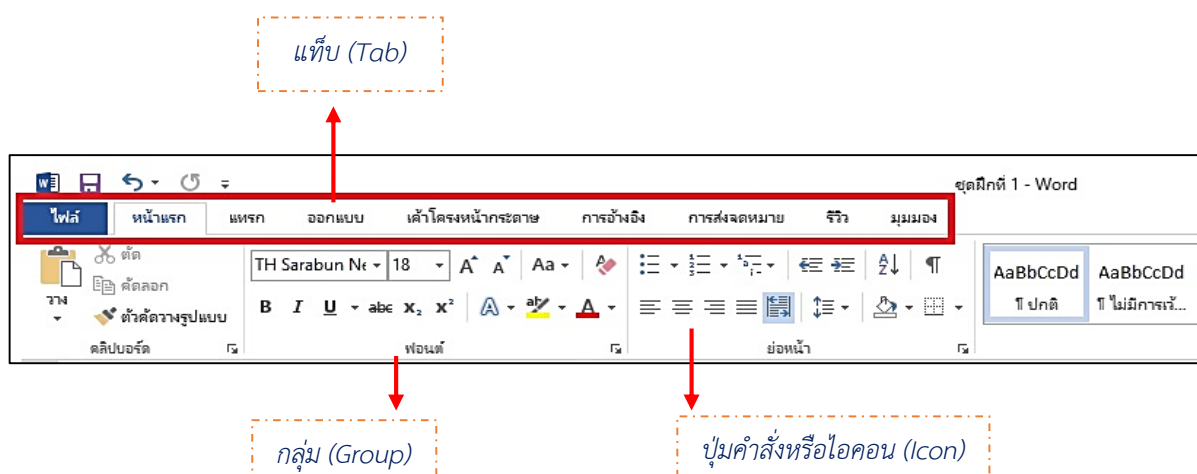 แท็บ (Tab)
ชุดฝึกที่ 1 - Word
ไฟล์ หน้าแรก แทรก ออกแบบ เค้าโครงหน้ากระดาษ การอ้างอิง การส่งจดหมาย รีวิว มุมมอง
ตัด
คัดลอก
วาง
ตัวคัดวางรูปแบบ
คลิปบอร์ด
TH Sarabun Ne 18 A A Aa
B I U abc X₂ X² A aby A
ฟอนต์
ย่อหน้า
AaBbCcDd AaBbCcDd
¶ ปกติ ¶ ไม่มีการเว้...
กลุ่ม (Group)
ปุ่มคำสั่งหรือไอคอน (Icon)